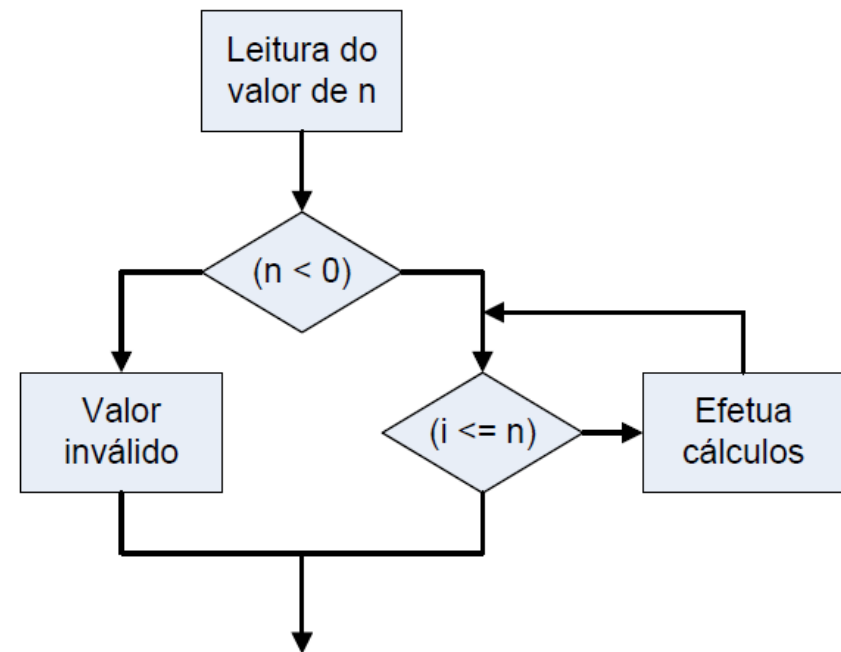 Leitura do
valor de n
(n < 0)
Valor
inválido
(i <= n)
Efetua
cálculos